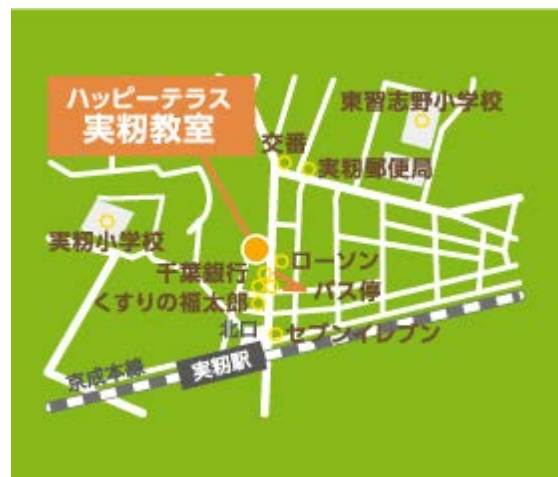 ハッピーテラス
実籾教室
東習志野小学校
交番
実籾郵便局
実籾小学校
ローソン
千葉銀行
バス停
くすりの福太郎
北口
セブンイレブン
京成本線
実籾駅